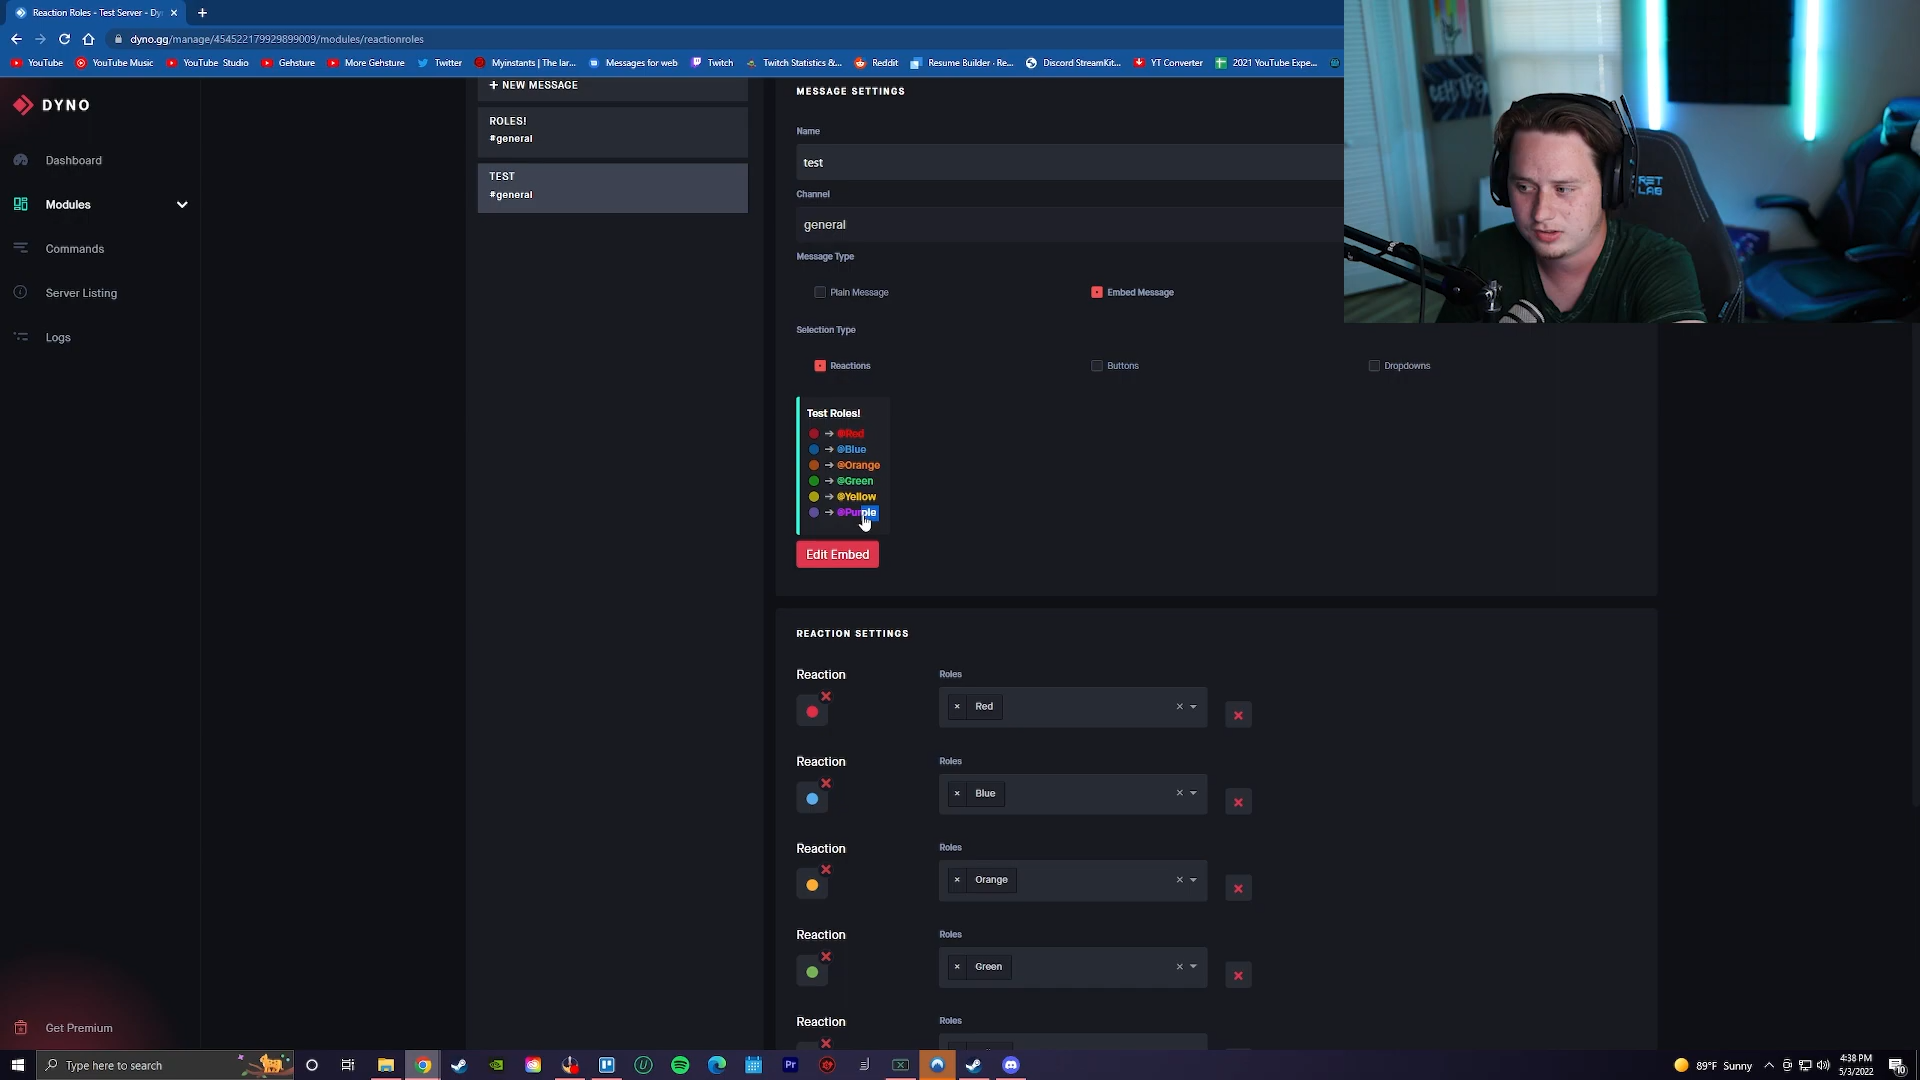 Reaction Roles - Test Server - Dy
dyno.gg/manage/454522179929899009/modules/reactionroles
YouTube
YouTube Music
YouTube Studio
Gehsture
More Gehsture
Twitter
Myinstants | The lar...
Messages for web
Twitch
Twitch Statistics &...
Reddit
Resume Builder · Re...
Discord StreamKit...
YT Converter
2021 YouTube Expe...
DYNO
Dashboard
Modules
Commands
Server Listing
Logs
Get Premium
+ NEW MESSAGE
ROLES!
#general
TEST
#general
MESSAGE SETTINGS
Name
test
Channel
general
Message Type
Plain Message
Embed Message
Selection Type
Reactions
Buttons
Dropdowns
Test Roles!
→ @Red
→ @Blue
→ @Orange
→ @Green
→ @Yellow
→ @Purple
Edit Embed
REACTION SETTINGS
Reaction
Roles
× Red
Reaction
Roles
× Blue
Reaction
Roles
× Orange
Reaction
Roles
× Green
Reaction
Roles
Type here to search
89°F Sunny
4:38 PM
5/3/2022
10